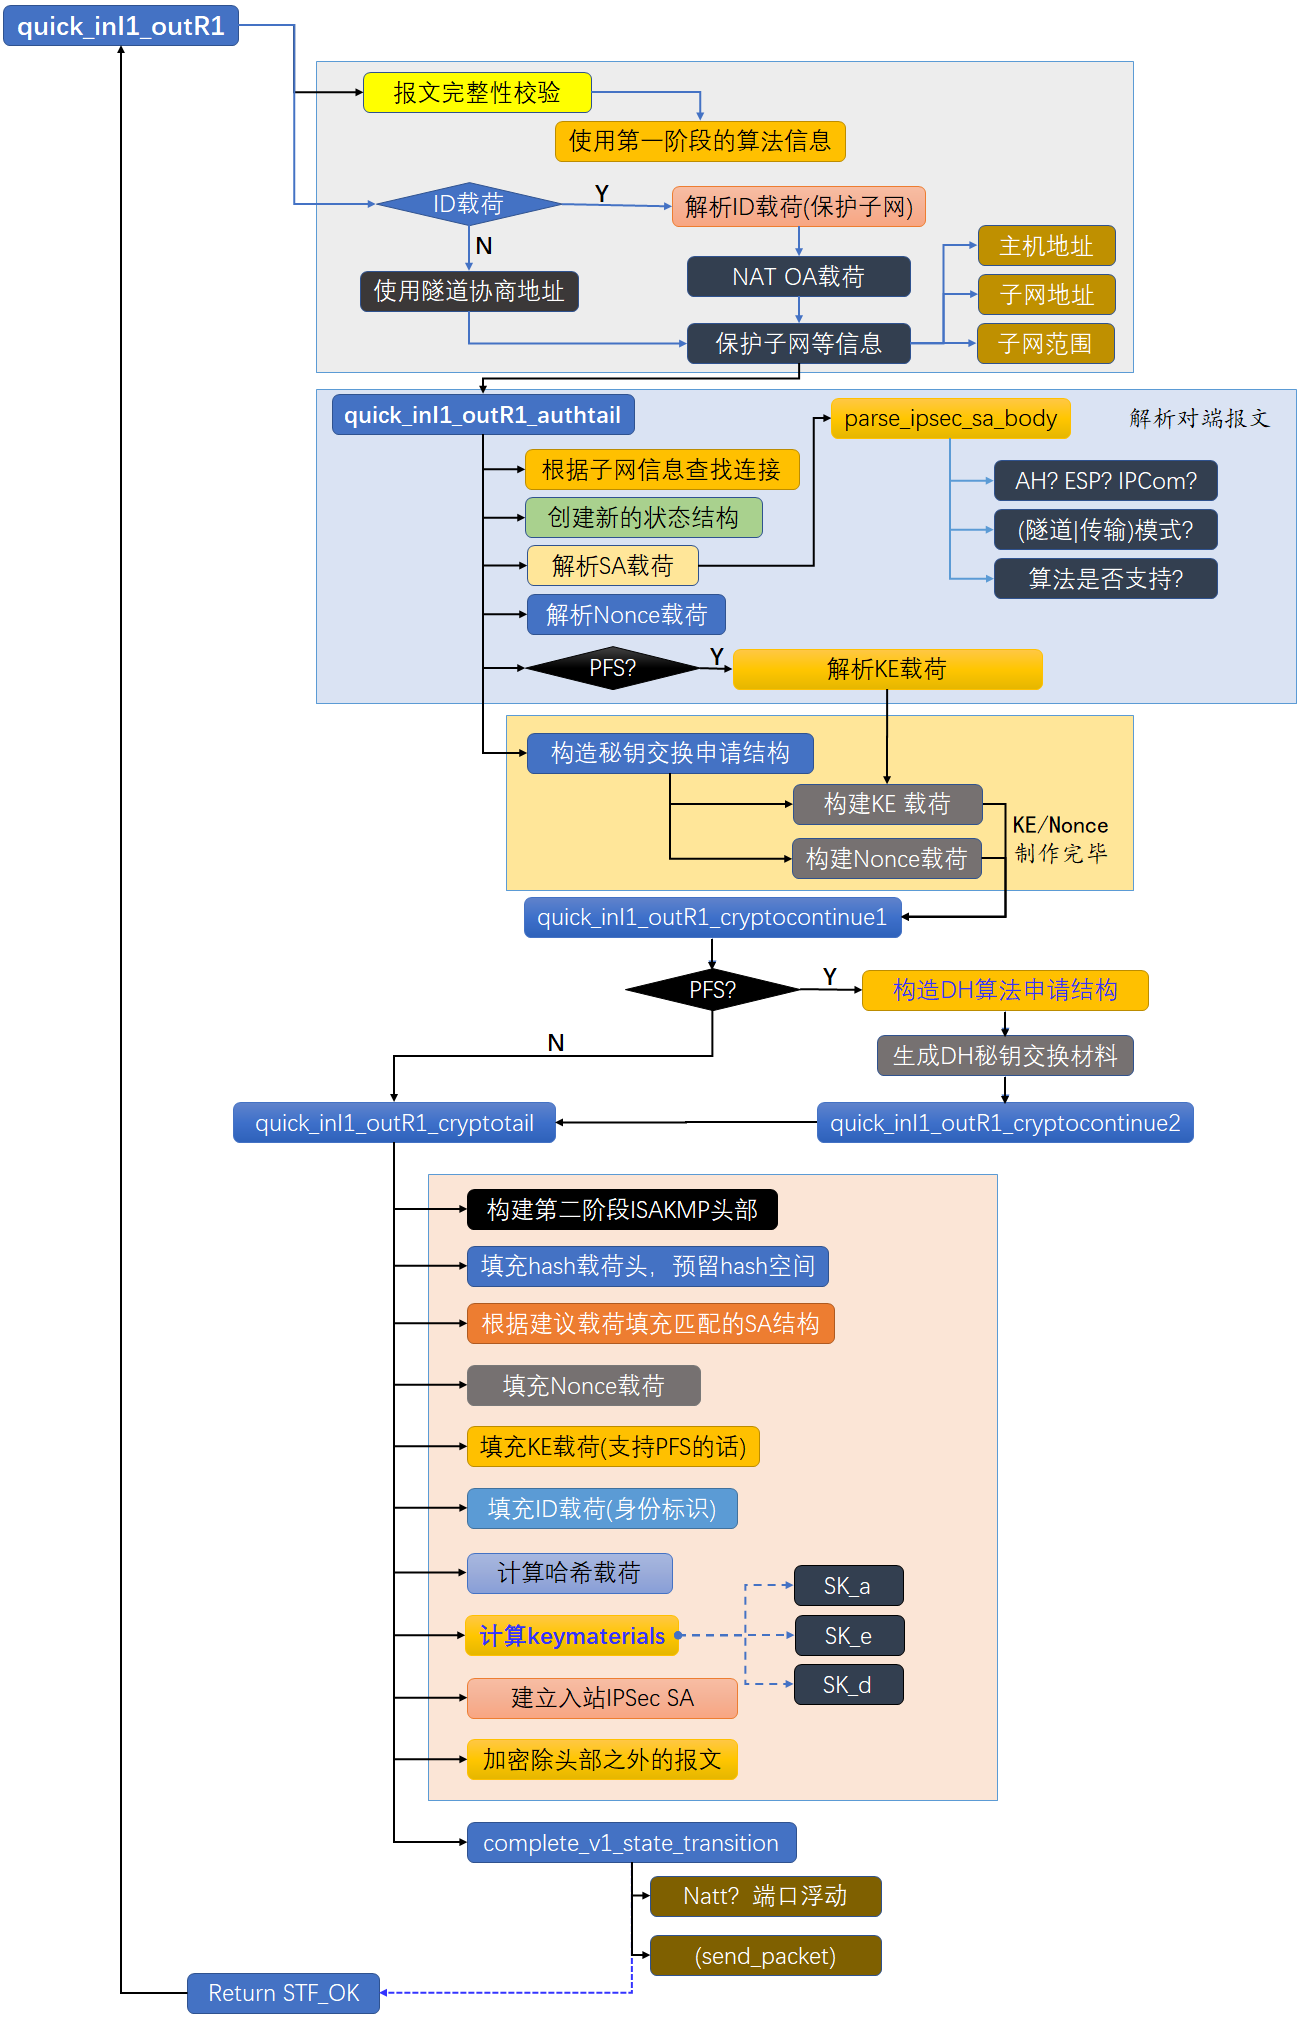 quick_inI1_outR1
报文完整性校验
使用第一阶段的算法信息
ID载荷
Y
解析ID载荷(保护子网)
N
主机地址
使用隧道协商地址
NAT OA载荷
子网地址
保护子网等信息
子网范围
quick_inI1_outR1_authtail
parse_ipsec_sa_body
解析对端报文
根据子网信息查找连接
AH? ESP? IPCom?
创建新的状态结构
(隧道|传输)模式?
解析SA载荷
算法是否支持?
解析Nonce载荷
PFS?
Y
解析KE载荷
构造秘钥交换申请结构
构建KE 载荷
KE/Nonce
制作完毕
构建Nonce载荷
quick_inI1_outR1_cryptocontinue1
PFS?
Y
构造DH算法申请结构
N
生成DH秘钥交换材料
quick_inI1_outR1_cryptotail
quick_inI1_outR1_cryptocontinue2
构建第二阶段ISAKMP头部
填充hash载荷头，预留hash空间
根据建议载荷填充匹配的SA结构
填充Nonce载荷
填充KE载荷(支持PFS的话)
填充ID载荷(身份标识)
计算哈希载荷
SK_a
计算keymaterials
SK_e
SK_d
建立入站IPSec SA
加密除头部之外的报文
complete_v1_state_transition
Natt？端口浮动
(send_packet)
Return STF_OK